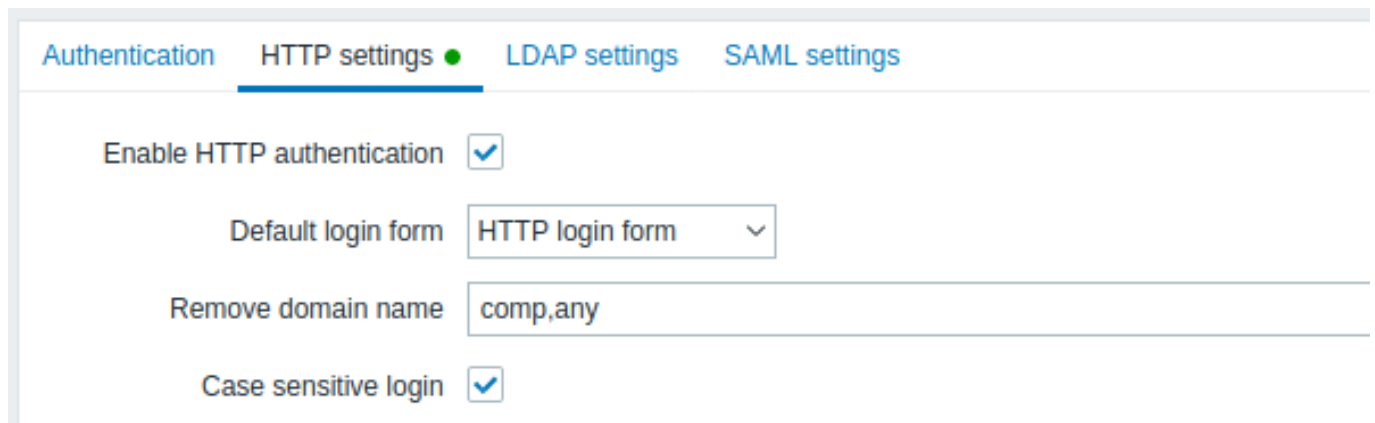 Authentication HTTP settings LDAP settings SAML settings
Enable HTTP authentication
Default login form HTTP login form
Remove domain name comp,any
Case sensitive login